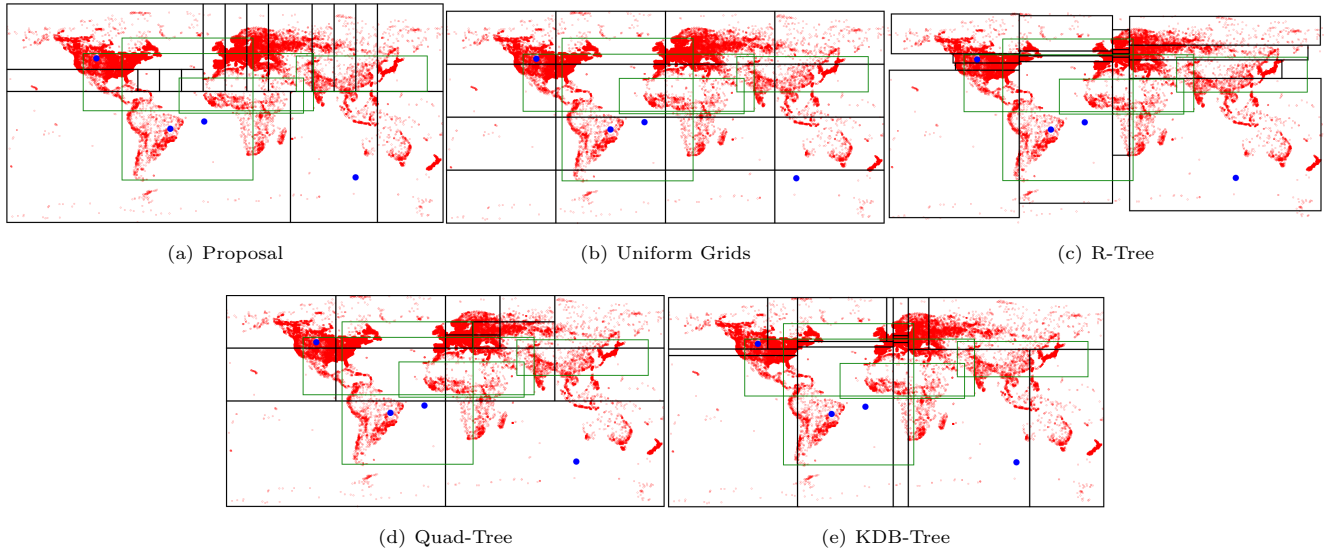 (a) Proposal
(b) Uniform Grids
(c) R-Tree
(d) Quad-Tree
(e) KDB-Tree